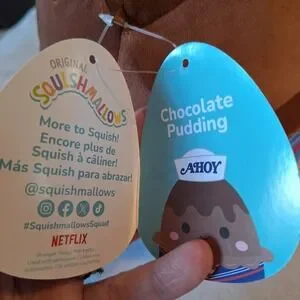 ORIGINAL
SQUISHMALLOWS
More to Squish!
Encore plus de
Squish à câliner!
Más Squish para abrazar!
@squishmallows
#SquishmallowsSquad
NETFLIX
Chocolate
Pudding
AHOY